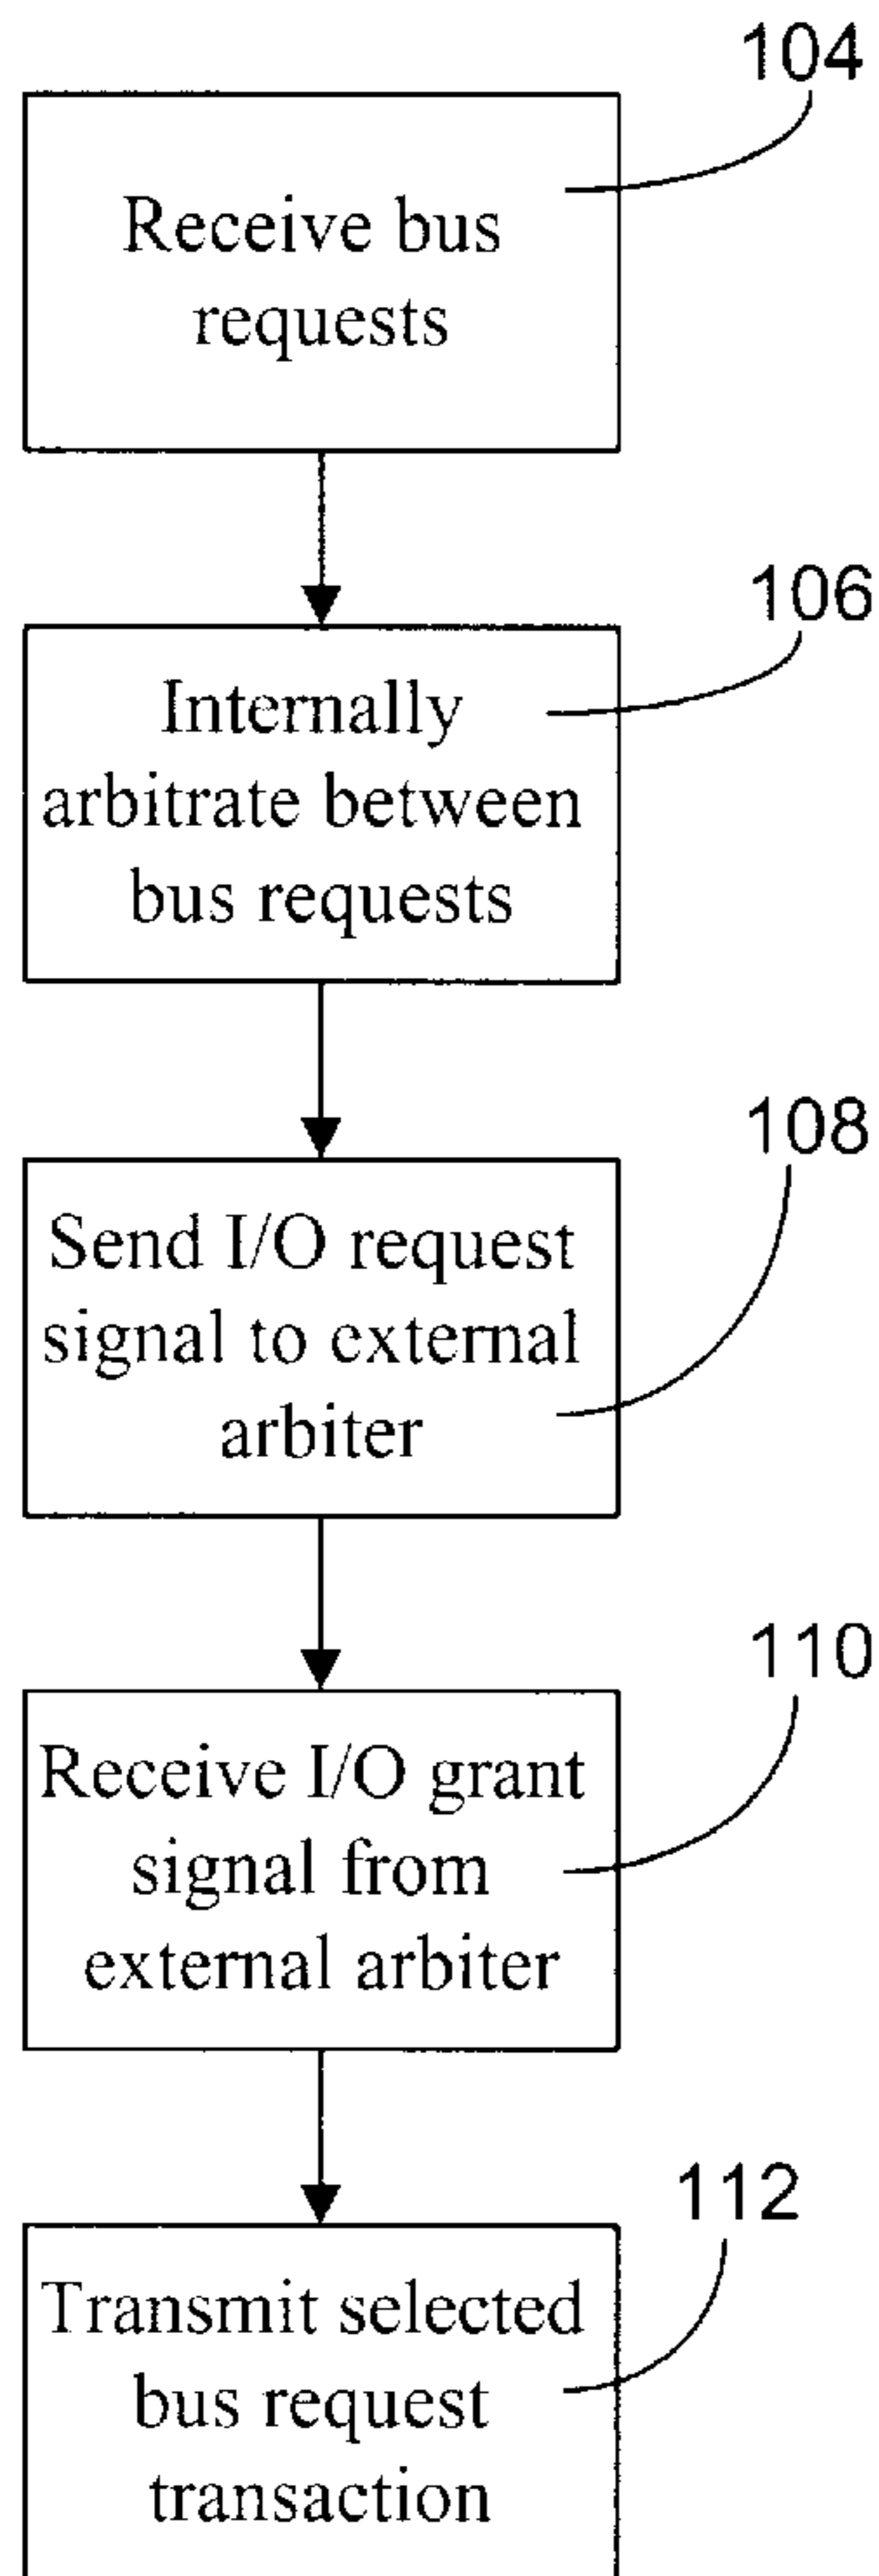 104
Receive bus
requests
106
Internally
arbitrate between
bus requests
108
Send I/O request
signal to external
arbiter
110
Receive I/O grant
signal from
external arbiter
112
Transmit selected
bus request
transaction